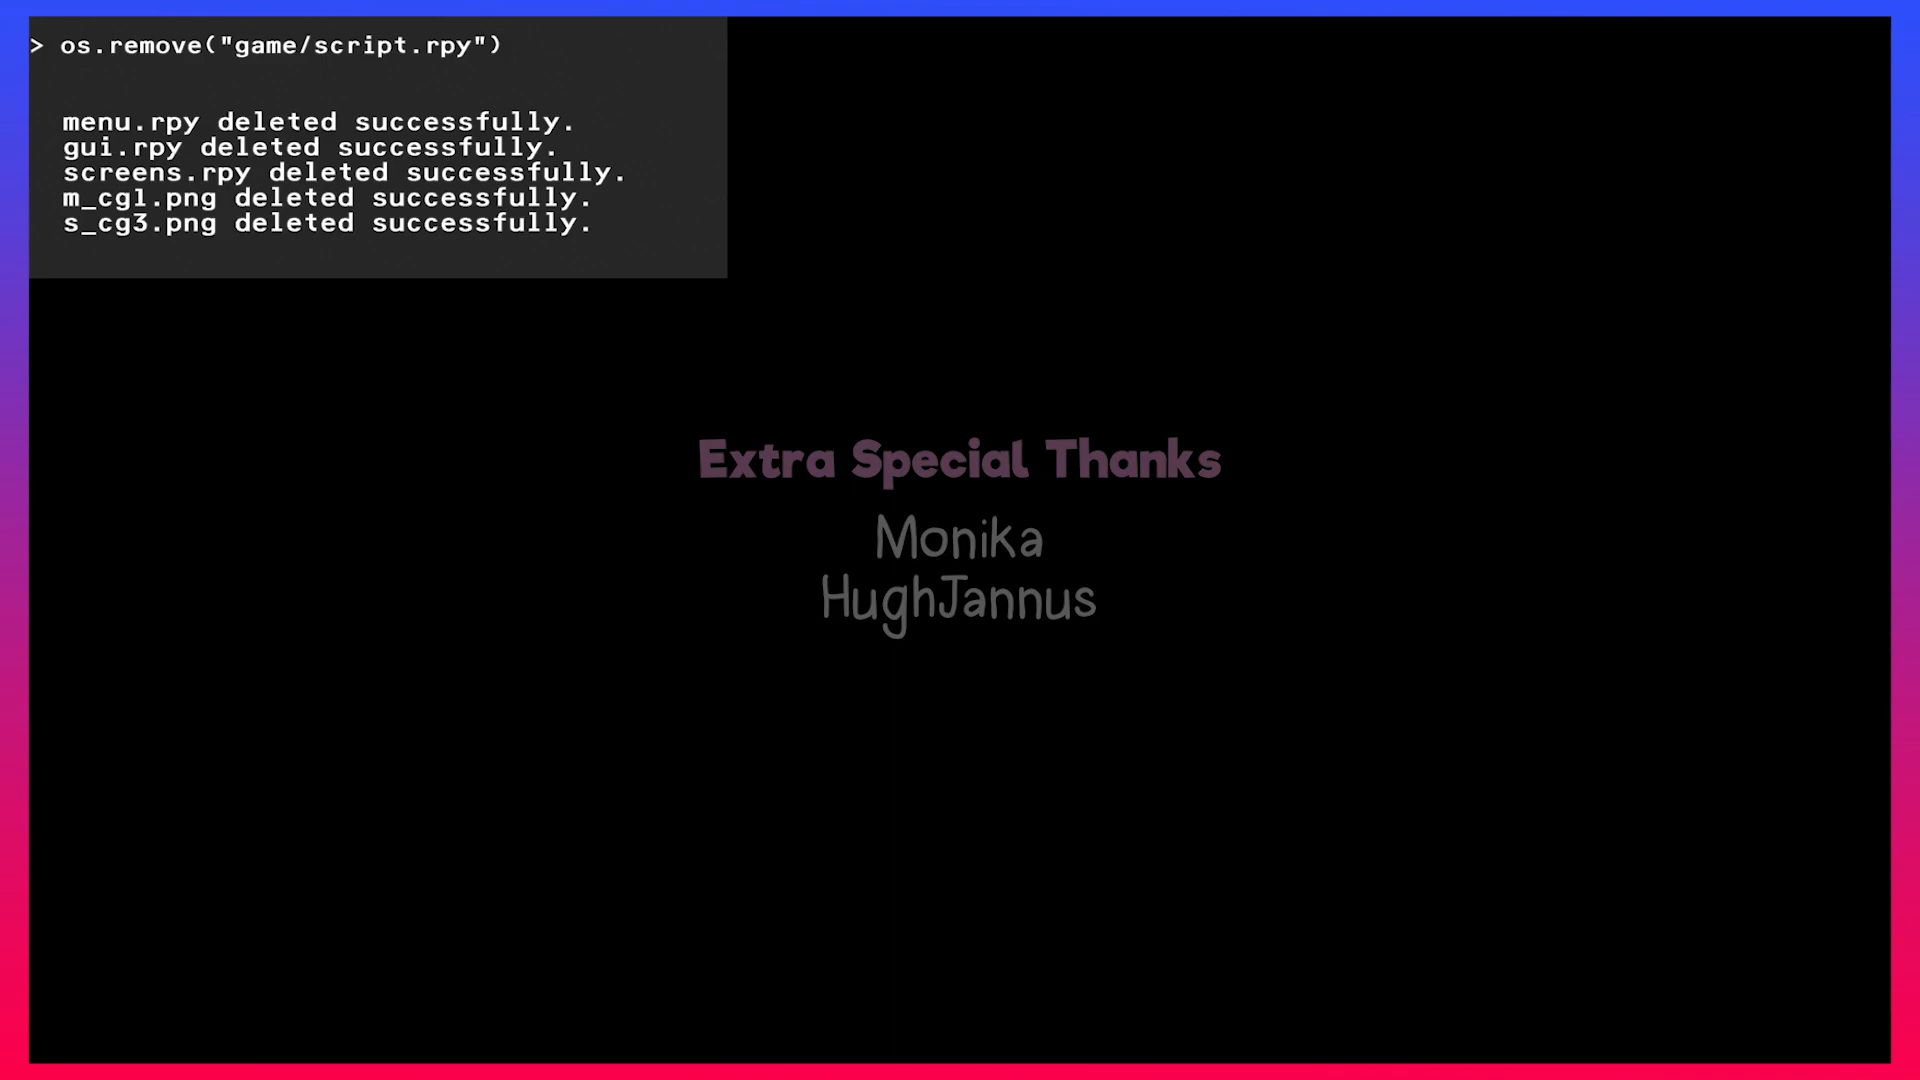 > os.remove("game/script.rpy")
menu.rpy deleted successfully.
gui.rpy deleted successfully.
screens.rpy deleted successfully.
m_cg1.png deleted successfully.
s_cg3.png deleted successfully.
Extra Special Thanks
Monika
HughJannus